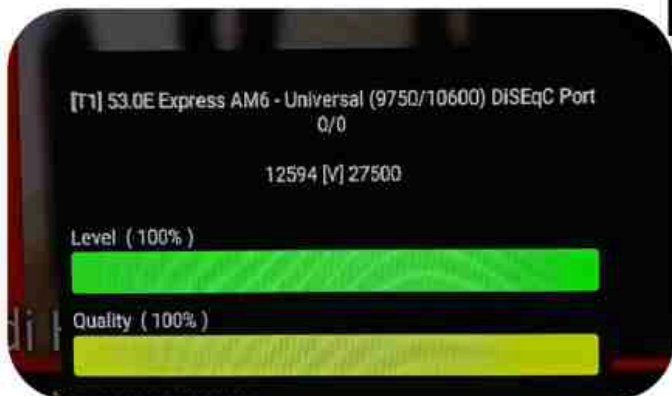 [T1] 53.0E Express AM6 - Universal (9750/10600) DiSEqC Port
0/0
12594 [V] 27500
Level ( 100% )
Quality ( 100% )